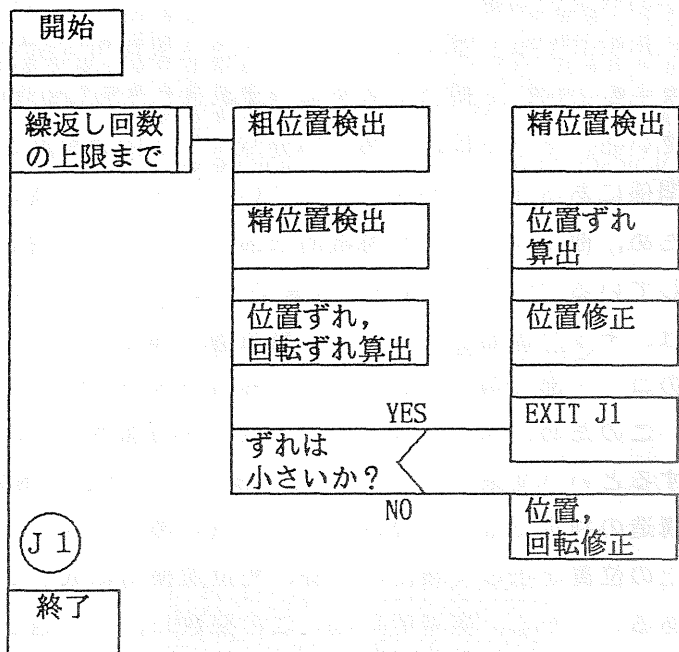 開始
繰返し回数
の上限まで
粗位置検出
精位置検出
位置ずれ,
回転ずれ算出
ずれは
小さいか?
YES
精位置検出
位置ずれ
算出
位置修正
EXIT J1
NO
位置,
回転修正
J 1
終了